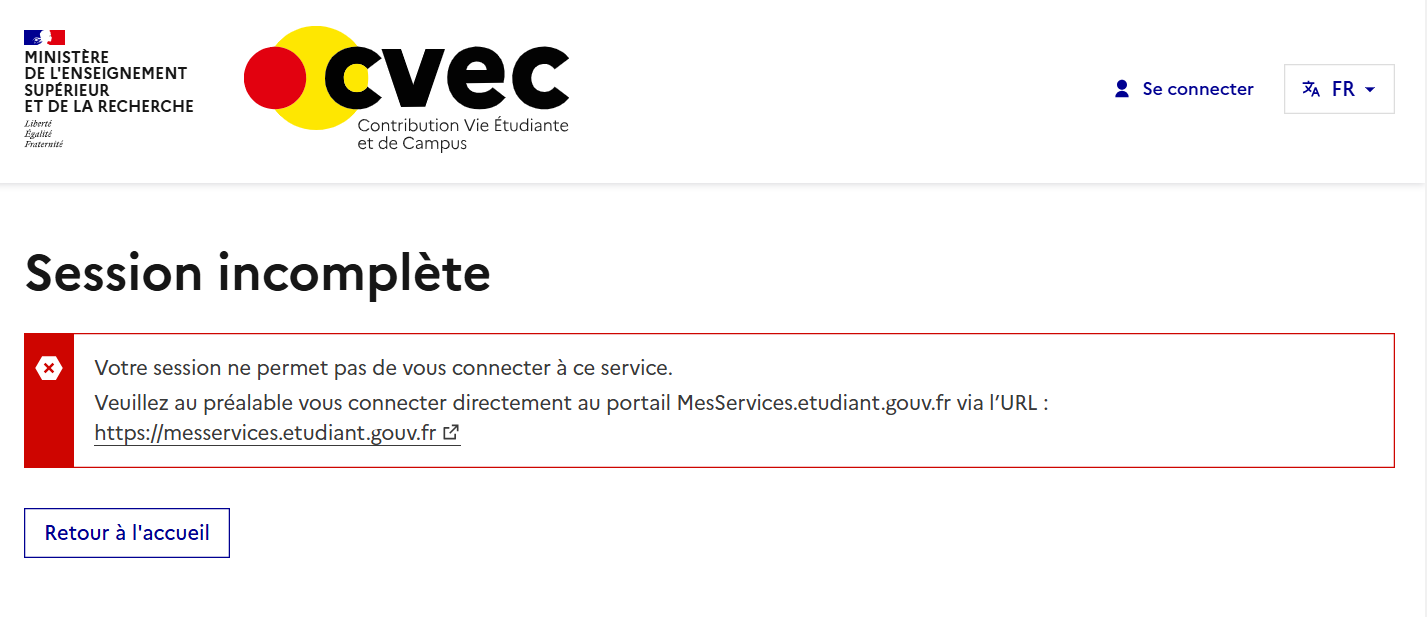 MINISTÈRE
DE L'ENSEIGNEMENT
SUPÉRIEUR
ET DE LA RECHERCHE
Liberté
Égalité
Fraternité
cvec
Contribution Vie Étudiante
et de Campus
Se connecter
FR
Session incomplète
Votre session ne permet pas de vous connecter à ce service.
Veuillez au préalable vous connecter directement au portail MesServices.etudiant.gouv.fr via l’URL :
https://messervices.etudiant.gouv.fr
Retour à l'accueil